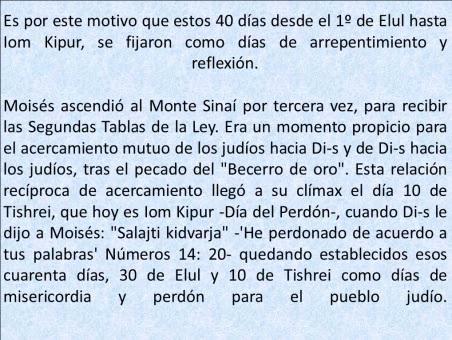 Es por este motivo que estos 40 días desde el 1º de Elul hasta
Iom Kipur, se fijaron como días de arrepentimiento y
reflexión.
Moisés ascendió al Monte Sinaí por tercera vez, para recibir
las Segundas Tablas de la Ley. Era un momento propicio para
el acercamiento mutuo de los judíos hacia Di-s y de Di-s hacia
los judíos, tras el pecado del "Becerro de oro". Esta relación
recíproca de acercamiento llegó a su clímax el día 10 de
Tishrei, que hoy es Iom Kipur -Día del Perdón-, cuando Di-s le
dijo a Moisés: "Salajti kidvarja" -'He perdonado de acuerdo a
tus palabras' Números 14: 20- quedando establecidos esos
cuarenta días, 30 de Elul y 10 de Tishrei como días de
misericordia y perdón para el pueblo judío.